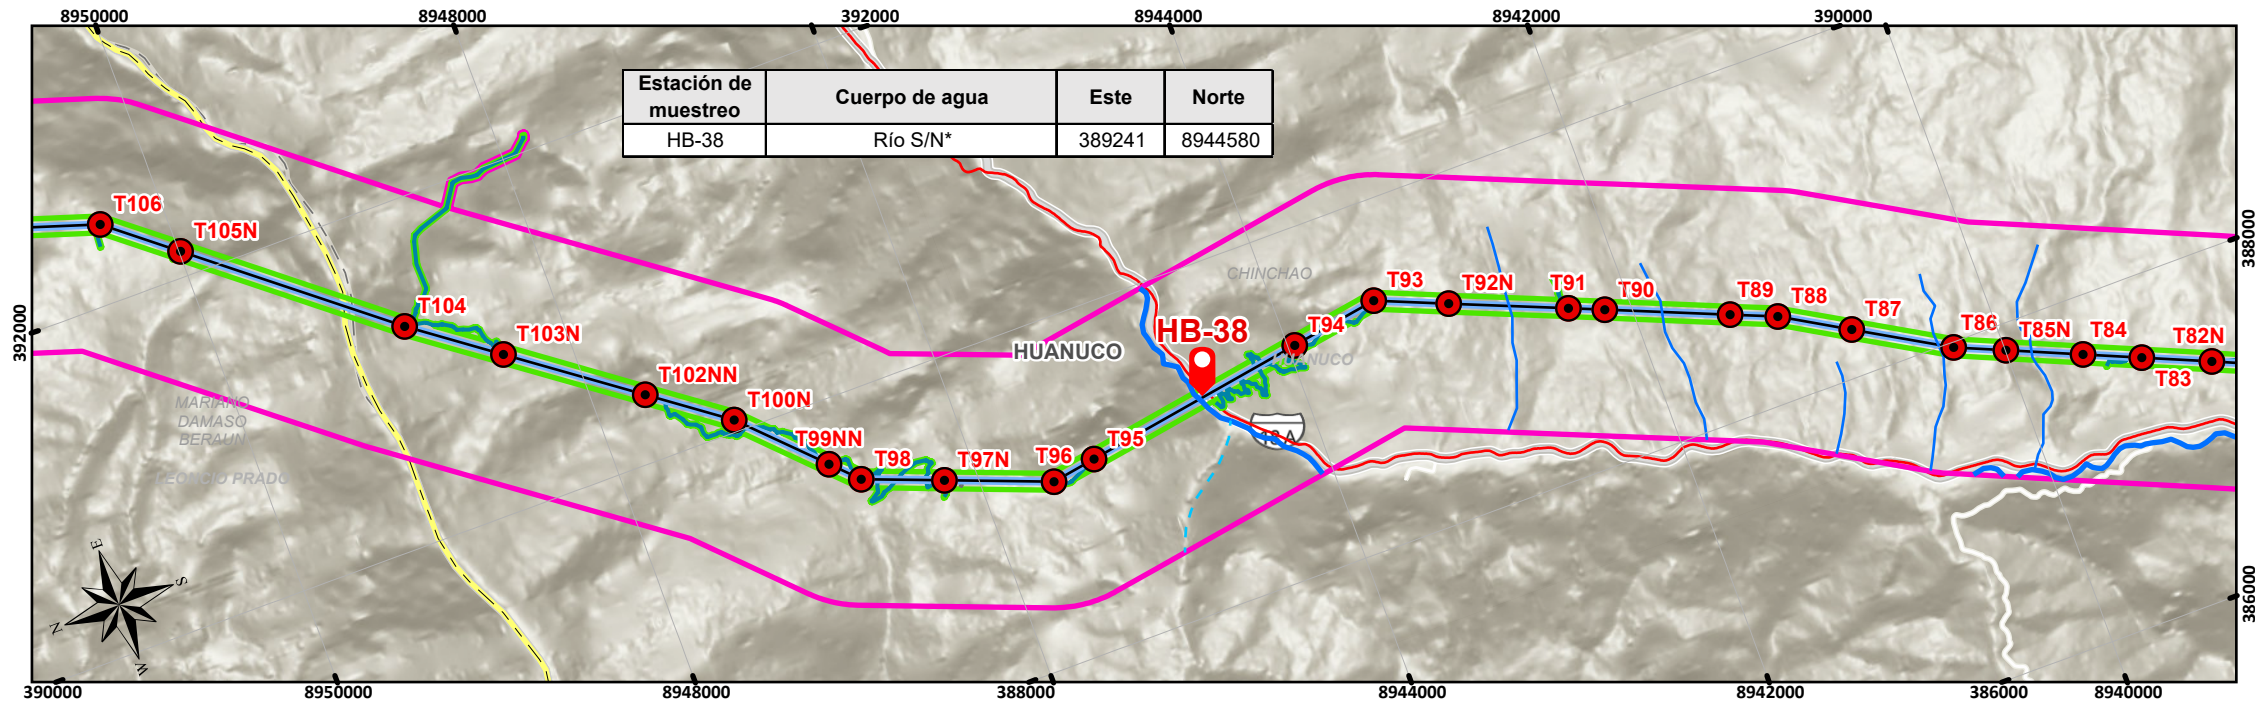 8950000
8948000
392000
8944000
8942000
390000
Estación de muestreo
Cuerpo de agua
Este
Norte
HB-38
Río S/N*
389241
8944580
T106
T105N
T104
T103N
T102NN
T100N
T99NN
T98
T97N
T96
T95
HB-38
T94
T93
T92N
T91
T90
T89
T88
T87
T86
T85N
T84
T83
T82N
CHINCHAO
HUANUCO
HUANUCO
18 A
MARIANO
DAMASO
BERAUN
LEONCIO PRADO
392000
388000
386000
E
S
N
W
390000
8950000
8948000
388000
8944000
8942000
386000
8940000